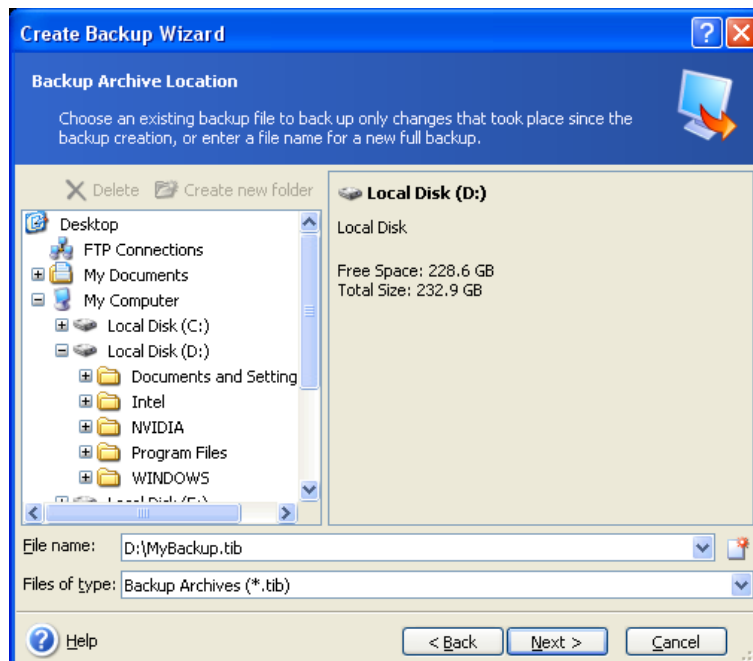 Create Backup Wizard
Backup Archive Location
Choose an existing backup file to back up only changes that took place since the
backup creation, or enter a file name for a new full backup.
Delete Create new folder
Desktop
FTP Connections
My Documents
My Computer
Local Disk (C:)
Local Disk (D:)
Documents and Setting
Intel
NVIDIA
Program Files
WINDOWS
Local Disk (D:)
Local Disk
Free Space: 228.6 GB
Total Size: 232.9 GB
File name: D:\MyBackup.tib
Files of type: Backup Archives (*.tib)
Help < Back Next > Cancel